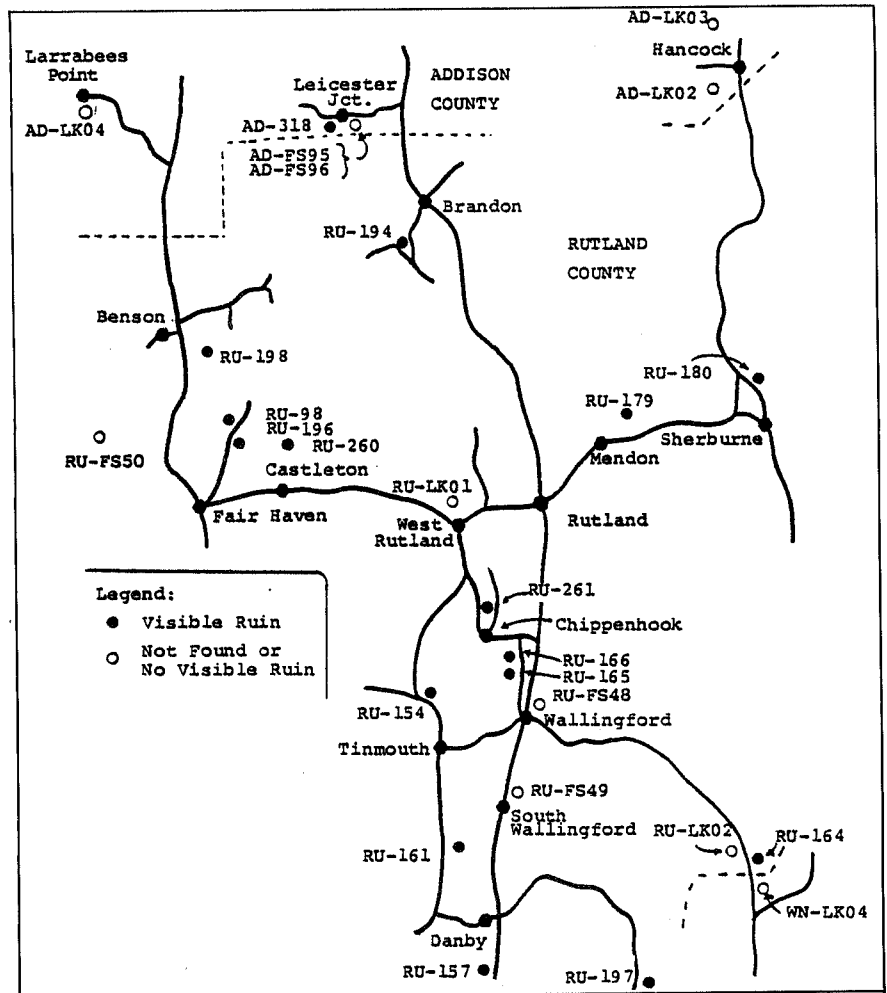 AD-LK03
Hancock
AD-LK02
Larrabees
Point
AD-LK04
Leicester
Jct.
AD-318
AD-FS95
AD-FS96
ADDISON
COUNTY
Brandon
RU-194
RUTLAND
COUNTY
Benson
RU-198
RU-180
RU-98
RU-196
RU-260
RU-179
Sherburne
Mendon
RU-FS50
Castleton
RU-LK01
Fair Haven
West
Rutland
Rutland
Legend:
Visible Ruin
Not Found or
No Visible Ruin
RU-261
Chippenhook
RU-166
RU-165
RU-FS48
RU-154
Wallingford
Tinmouth
RU-FS49
South
Wallingford
RU-LK02
RU-164
RU-161
WN-LK04
Danby
RU-157
RU-197